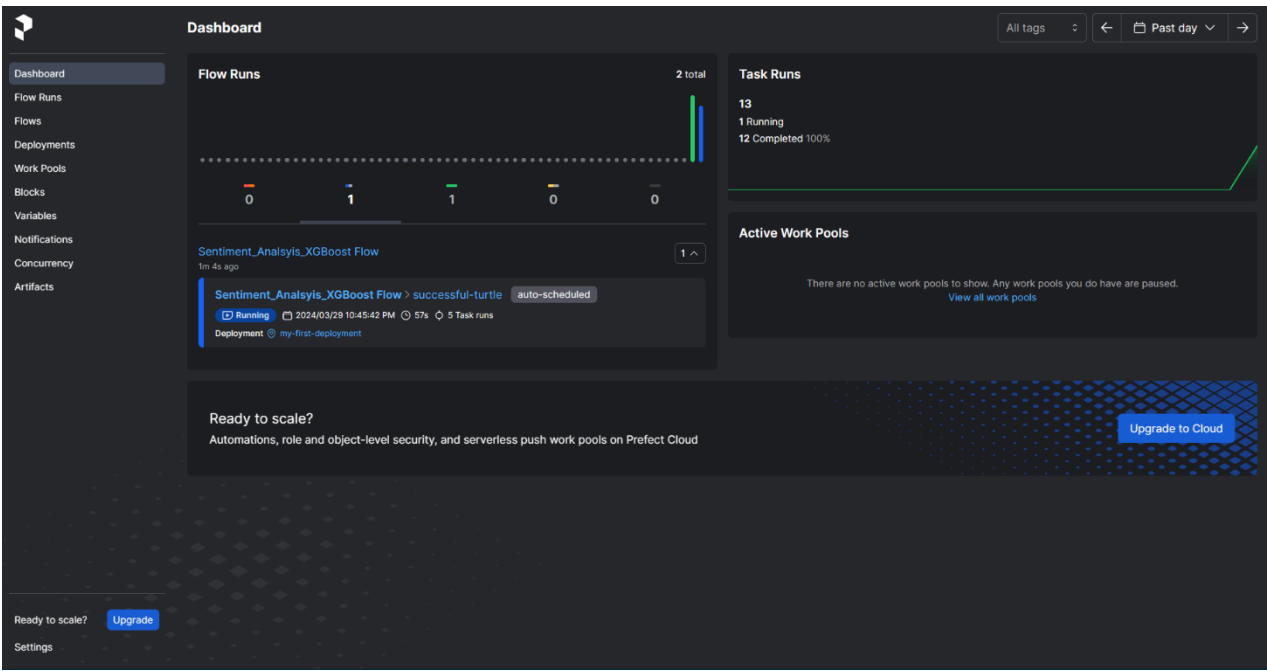 Dashboard
All tags
Past day
Dashboard
Flow Runs
Flows
Deployments
Work Pools
Blocks
Variables
Notifications
Concurrency
Artifacts
Flow Runs
2 total
0
1
1
0
0
Sentiment_Analsyis_XGBoost Flow
1
1m 4s ago
Sentiment_Analsyis_XGBoost Flow > successful-turtle auto-scheduled
Running 2024/03/29 10:45:42 PM 57s 5 Task runs
Deployment my-first-deployment
Task Runs
13
1 Running
12 Completed 100%
Active Work Pools
There are no active work pools to show. Any work pools you do have are paused.
View all work pools
Ready to scale?
Automations, role and object-level security, and serverless push work pools on Prefect Cloud
Upgrade to Cloud
Ready to scale?
Upgrade
Settings